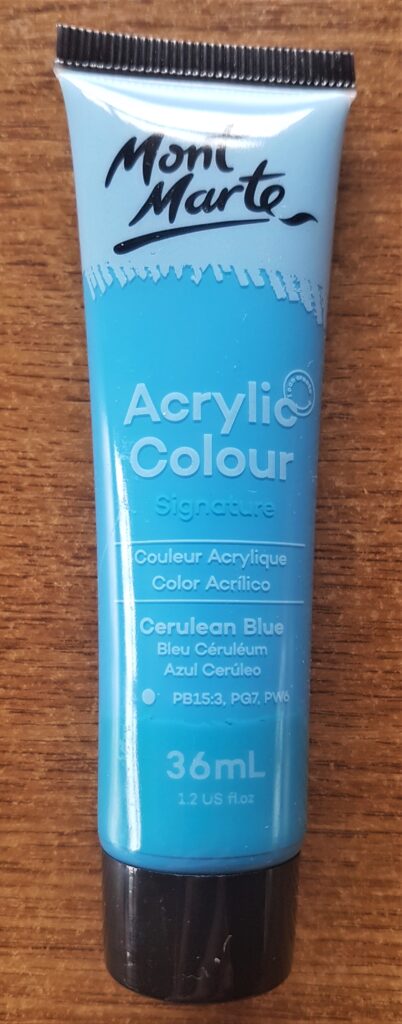 Mont
Marte
Acrylic
Colour
Signature
Couleur Acrylique
Color Acrílico
Cerulean Blue
Bleu Céruléum
Azul Cerúleo
PB15:3, PG7, PW6
36mL
1.2 US fl.oz